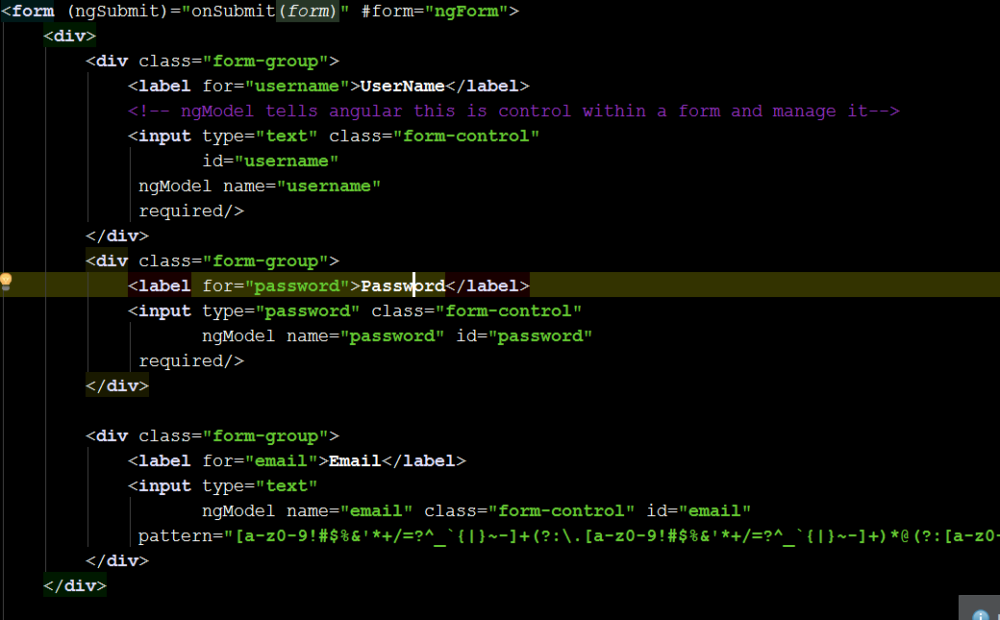 <form (ngSubmit)="onSubmit(form)" #form="ngForm">
<div>
<div class="form-group">
<label for="username">UserName</label>
<!-- ngModel tells angular this is control within a form and manage it-->
<input type="text" class="form-control"
id="username"
ngModel name="username"
required/>
</div>
<div class="form-group">
<label for="password">Password</label>
<input type="password" class="form-control"
ngModel name="password" id="password"
required/>
</div>
<div class="form-group">
<label for="email">Email</label>
<input type="text"
ngModel name="email" class="form-control" id="email"
pattern="[a-z0-9!#$%&'*+/=?^_`{|}~-]+(?:\.[a-z0-9!#$%&'*+/=?^_`{|}~-]+)*@(?:[a-z0-
</div>
</div>